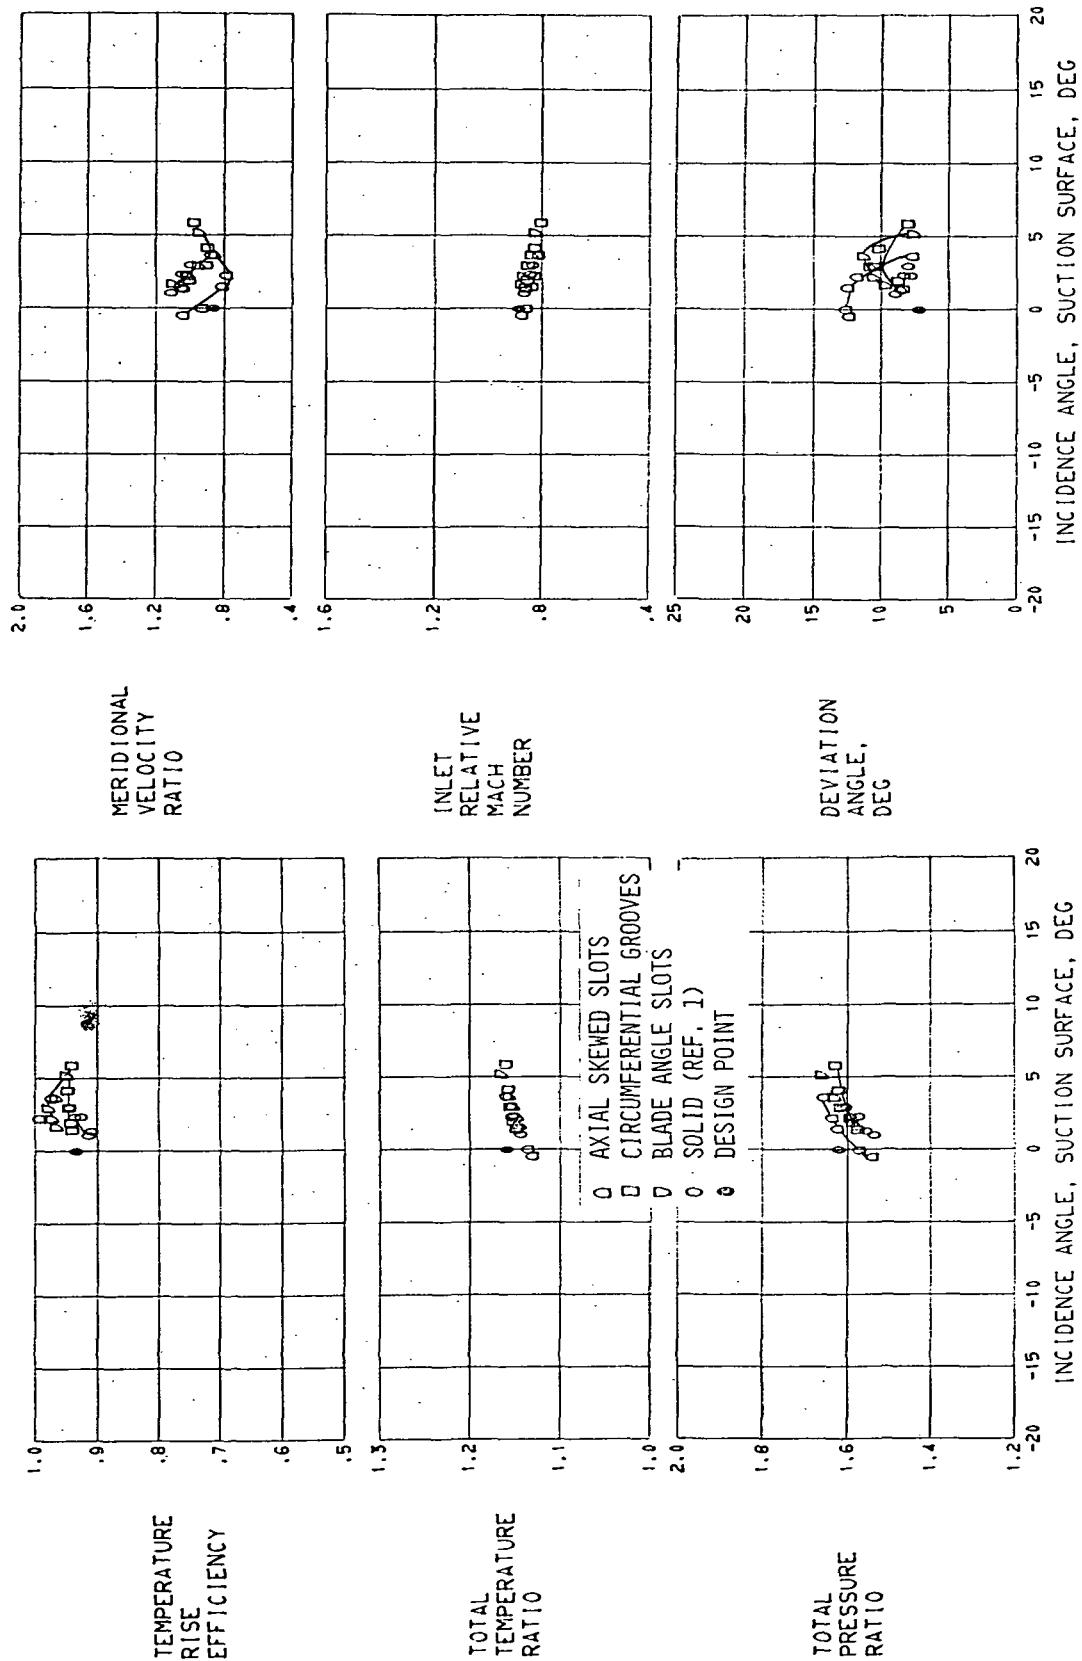 TEMPERATURE
RISE
EFFICIENCY
1.0
.9
.8
.7
.6
.5
TOTAL
TEMPERATURE
RATIO
1.3
1.2
1.1
1.0
AXIAL SKEWED SLOTS
CIRCUMFERENTIAL GROOVES
BLADE ANGLE SLOTS
SOLID (REF. 1)
DESIGN POINT
TOTAL
PRESSURE
RATIO
2.0
1.8
1.6
1.4
1.2
-20 -15 -10 -5 0 5 10 15 20
INCIDENCE ANGLE, SUCTION SURFACE, DEG
MERIDIONAL
VELOCITY
RATIO
2.0
1.6
1.2
.8
.4
INLET
RELATIVE
MACH
NUMBER
1.6
1.2
.8
.4
DEVIATION
ANGLE,
DEG
25
20
15
10
5
0
-20 -15 -10 -5 0 5 10 15 20
INCIDENCE ANGLE, SUCTION SURFACE, DEG